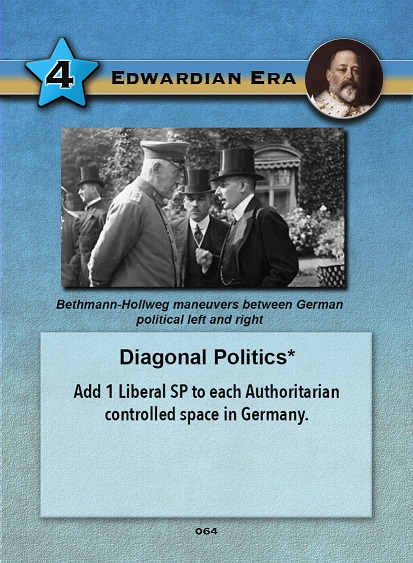 4
EDWARDIAN ERA
Bethmann-Hollweg maneuvers between German
political left and right
Diagonal Politics*
Add 1 Liberal SP to each Authoritarian
controlled space in Germany.
064